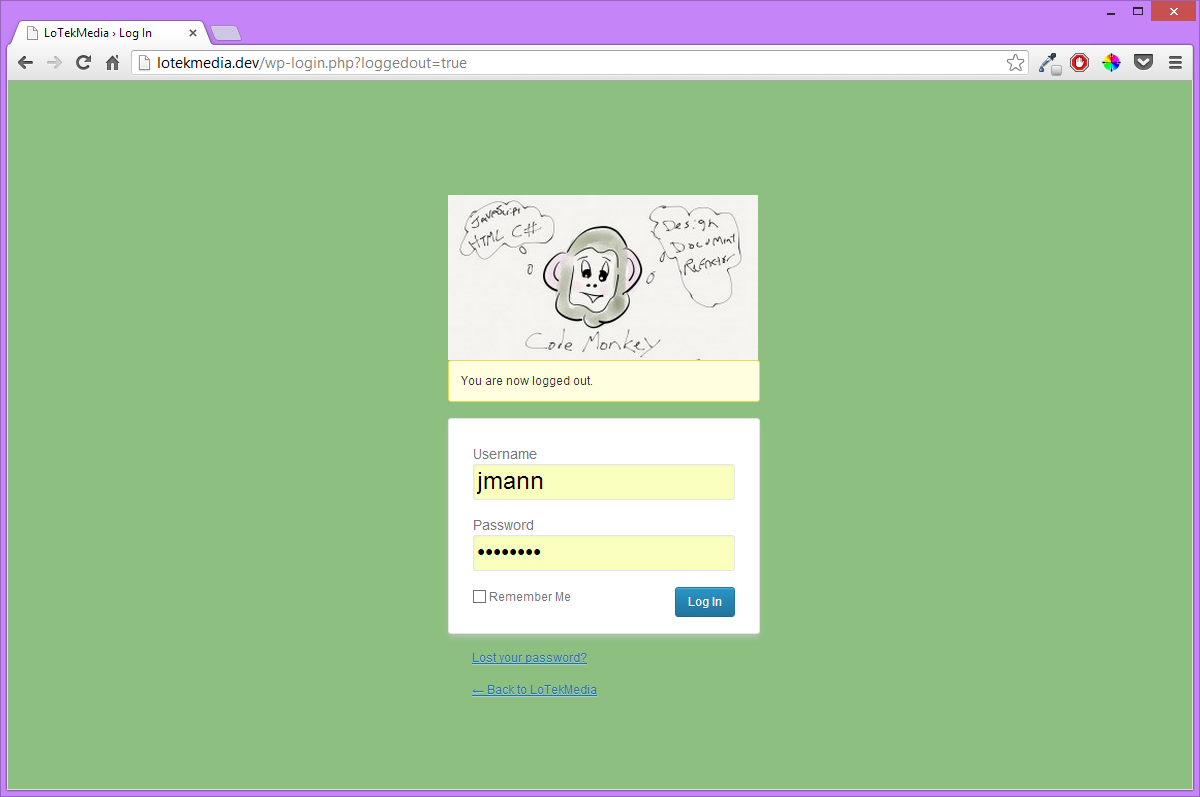 LoTekMedia › Log In
lotekmedia.dev/wp-login.php?loggedout=true
JavaScript
HTML C#
Design
Document
Refactor
Code Monkey
You are now logged out.
Username
jmann
Password
••••••••
Remember Me
Log In
Lost your password?
← Back to LoTekMedia